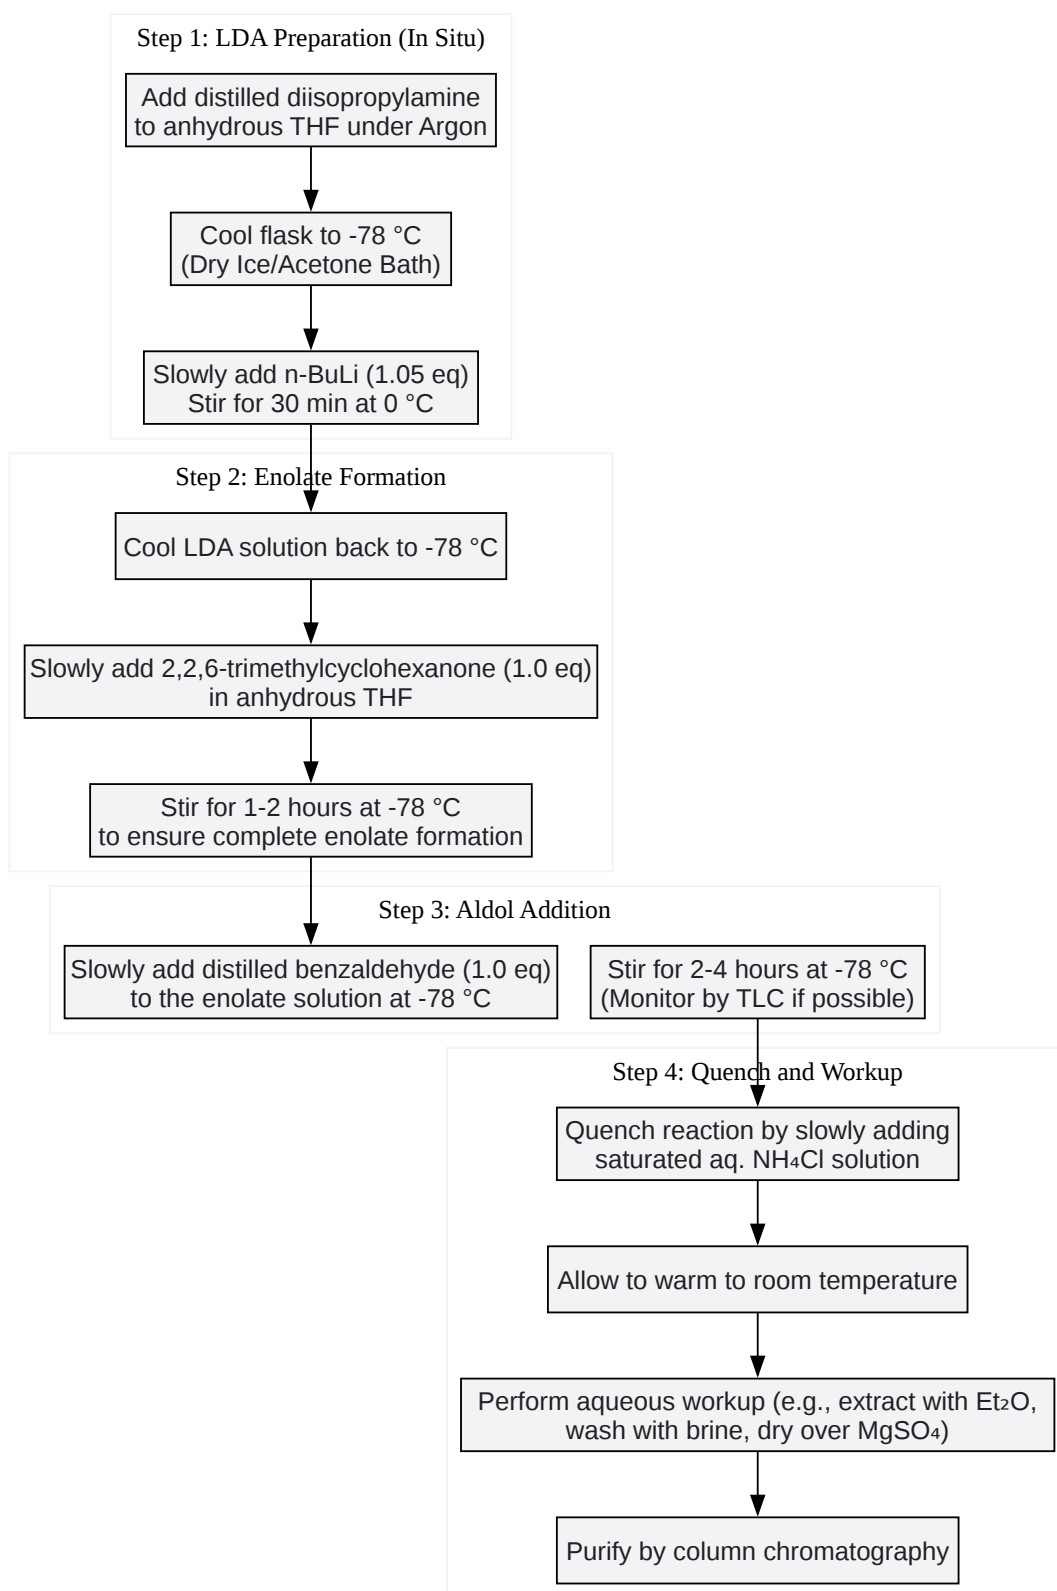 Step 1: LDA Preparation (In Situ)
Add distilled diisopropylamine
to anhydrous THF under Argon
Cool flask to -78 °C
(Dry Ice/Acetone Bath)
Slowly add n-BuLi (1.05 eq)
Stir for 30 min at 0 °C
Step 2: Enolate Formation
Cool LDA solution back to -78 °C
Slowly add 2,2,6-trimethylcyclohexanone (1.0 eq)
in anhydrous THF
Stir for 1-2 hours at -78 °C
to ensure complete enolate formation
Step 3: Aldol Addition
Slowly add distilled benzaldehyde (1.0 eq)
to the enolate solution at -78 °C
Stir for 2-4 hours at -78 °C
(Monitor by TLC if possible)
Step 4: Quench and Workup
Quench reaction by slowly adding
saturated aq. NH₄Cl solution
Allow to warm to room temperature
Perform aqueous workup (e.g., extract with Et₂O,
wash with brine, dry over MgSO₄)
Purify by column chromatography